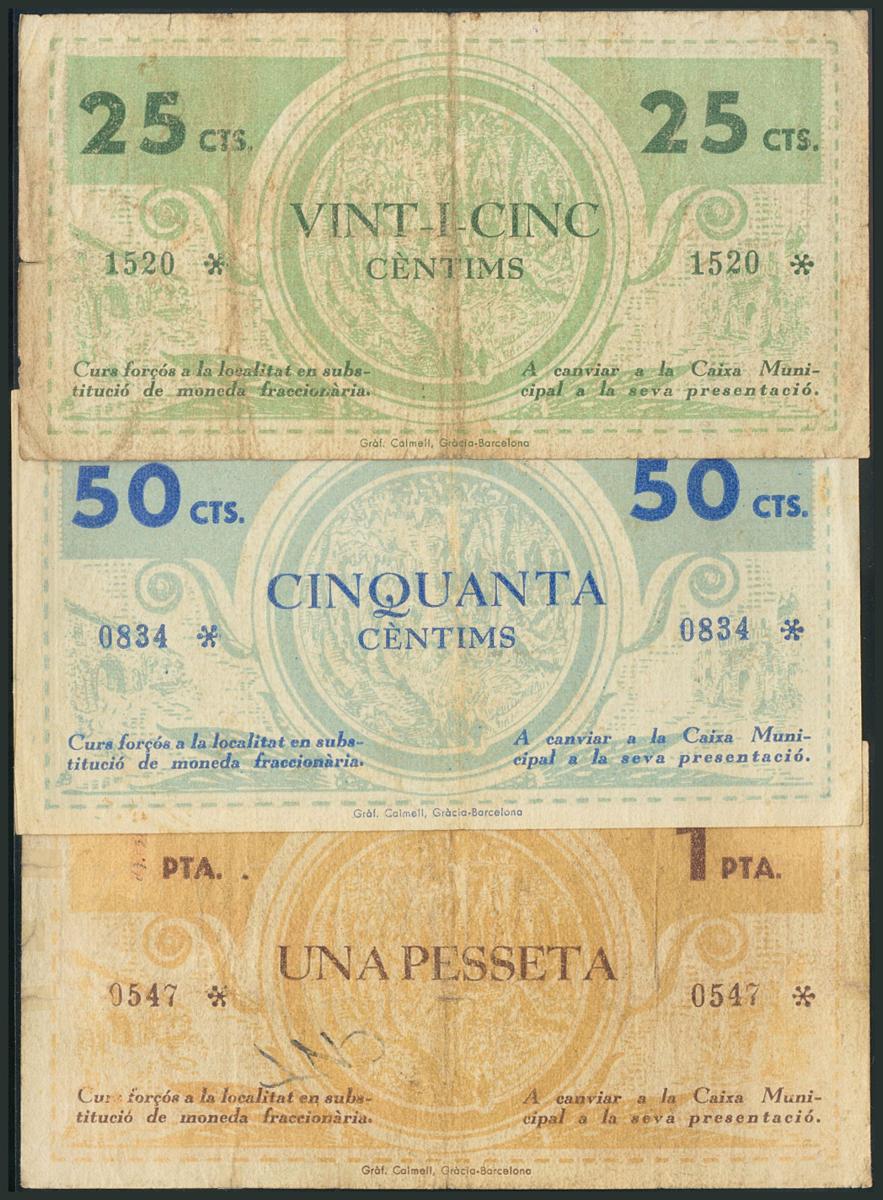 25 CTS. 25 CTS.
VINT-I-CINC
CÈNTIMS
1520 * 1520 *
Curs forçós a la localitat en subs-
titució de moneda fraccionària.
A canviar a la Caixa Muni-
cipal a la seva presentació.
Gràf. Calmell, Gràcia-Barcelona
50 CTS. 50 CTS.
CINQUANTA
CÈNTIMS
0834 * 0834 *
Curs forçós a la localitat en subs-
titució de moneda fraccionària.
A canviar a la Caixa Muni-
cipal a la seva presentació.
Gràf. Calmell, Gràcia-Barcelona
PTA. 1 PTA.
UNA PESSETA
0547 * 0547 *
Curs forçós a la localitat en subs-
titució de moneda fraccionària.
A canviar a la Caixa Muni-
cipal a la seva presentació.
Gràf. Calmell, Gràcia-Barcelona